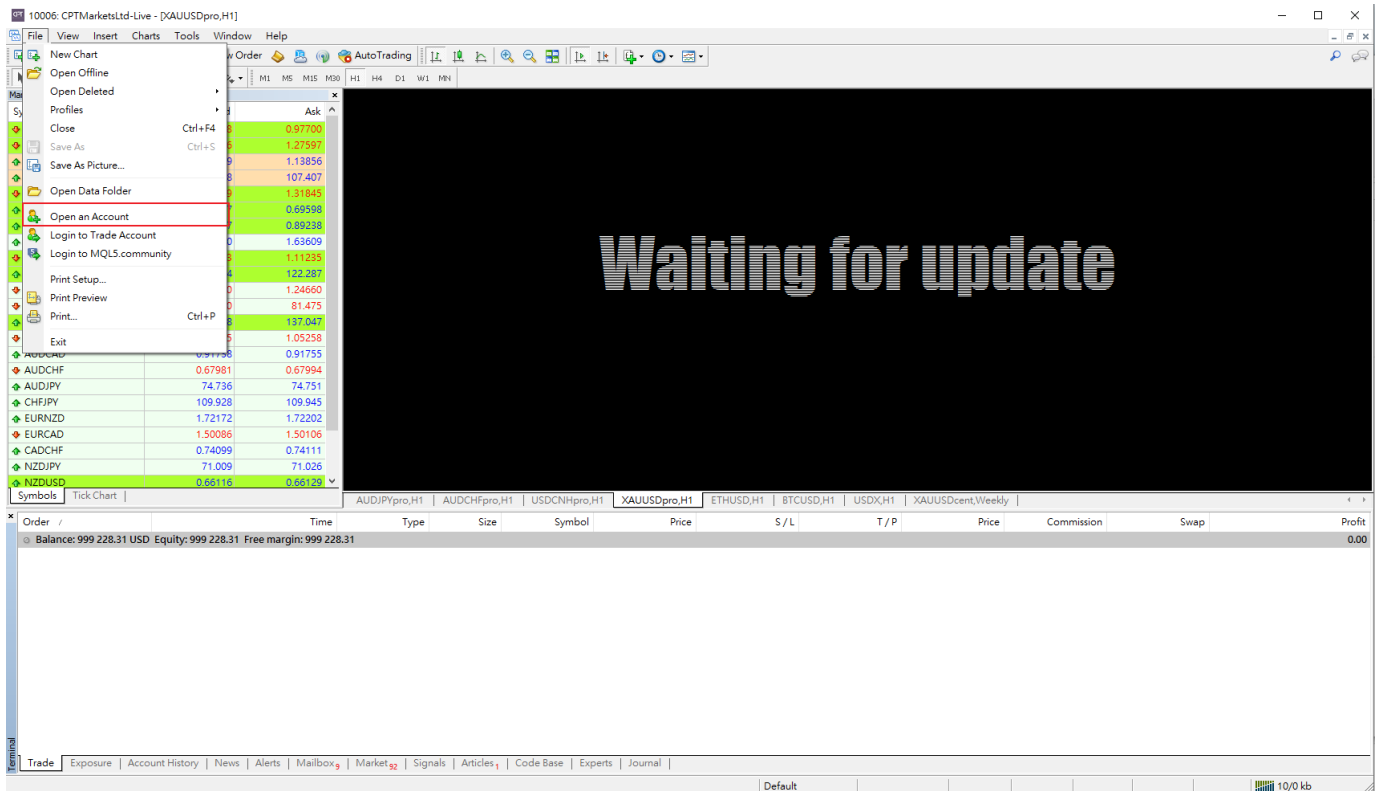 10006: CPTMarketsLtd-Live - [XAUUSDpro,H1]
File View Insert Charts Tools Window Help
New Chart
Order AutoTrading
Open Offline
M1 M5 M15 M30 H1 H4 D1 W1 MN
Open Deleted
Profiles
Ask
Close Ctrl+F4
0.97700
Save As Ctrl+S
1.27597
Save As Picture...
1.13856
107.407
Open Data Folder
1.31845
Open an Account
0.69598
0.89238
Login to Trade Account
1.63609
Login to MQL5.community
1.11235
122.287
Print Setup...
1.24660
Print Preview
81.475
Print... Ctrl+P
137.047
Exit
1.05258
AUDCAD 0.91738 0.91755
AUDCHF 0.67981 0.67994
AUDJPY 74.736 74.751
CHFJPY 109.928 109.945
EURNZD 1.72172 1.72202
EURCAD 1.50086 1.50106
CADCHF 0.74099 0.74111
NZDJPY 71.009 71.026
NZDUSD 0.66116 0.66129
Symbols Tick Chart
Waiting for update
AUDJPYpro,H1 AUDCHFpro,H1 USDCNHpro,H1 XAUUSDpro,H1 ETHUSD,H1 BTCUSD,H1 USDX,H1 XAUUSDcent,Weekly
Order / Time Type Size Symbol Price S / L T / P Price Commission Swap Profit
Balance: 999 228.31 USD Equity: 999 228.31 Free margin: 999 228.31 0.00
Terminal
Trade Exposure Account History News Alerts Mailbox 9 Market 92 Signals Articles 1 Code Base Experts Journal
Default 10/0 kb